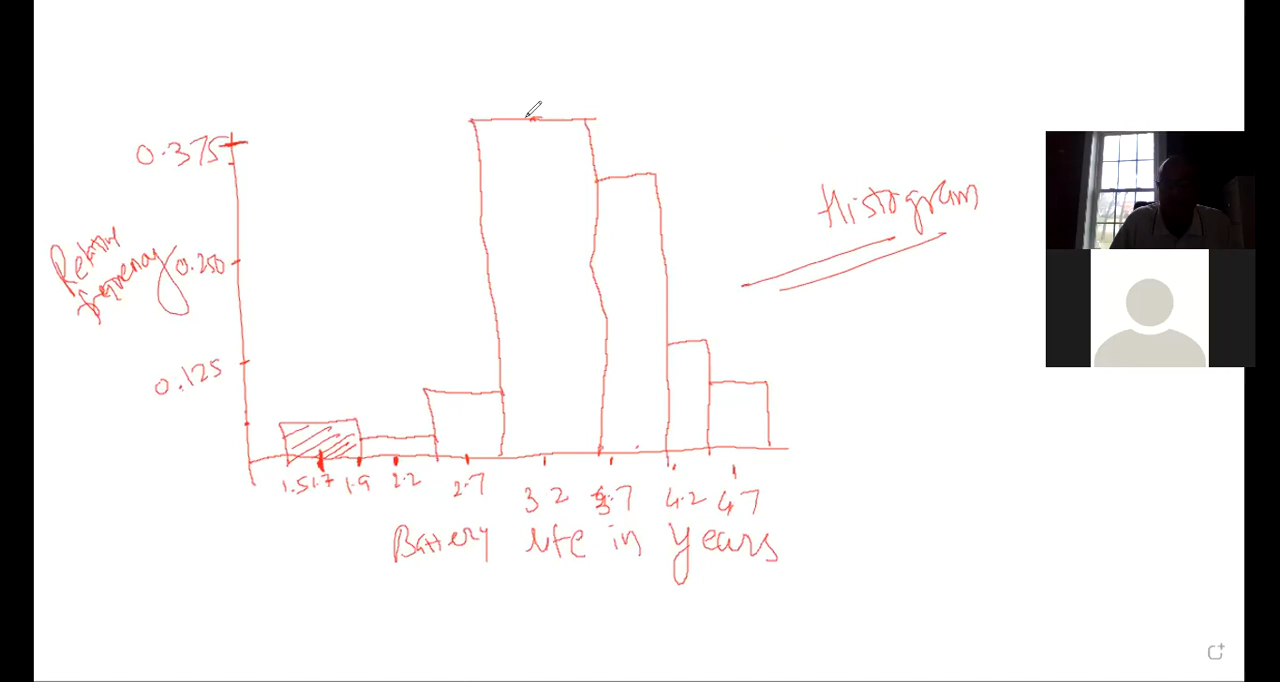 Histogram
0.375
Relative
frequency
0.250
0.125
1.5 1.7 1.9 2.2 2.7 3.2 3.7 4.2 4.7
Battery life in years